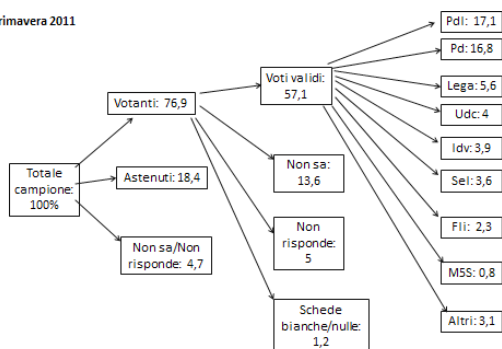 rimavera 2011
Totale
campione:
100%
Votanti: 76,9
Astenuti: 18,4
Non sa/Non
risponde: 4,7
Voti validi:
57,1
Non sa:
13,6
Non
risponde:
5
Schede
bianche/nulle:
1,2
Pdl: 17,1
Pd: 16,8
Lega: 5,6
Udc: 4
Idv: 3,9
Sel: 3,6
Fli: 2,3
M5S: 0,8
Altri: 3,1